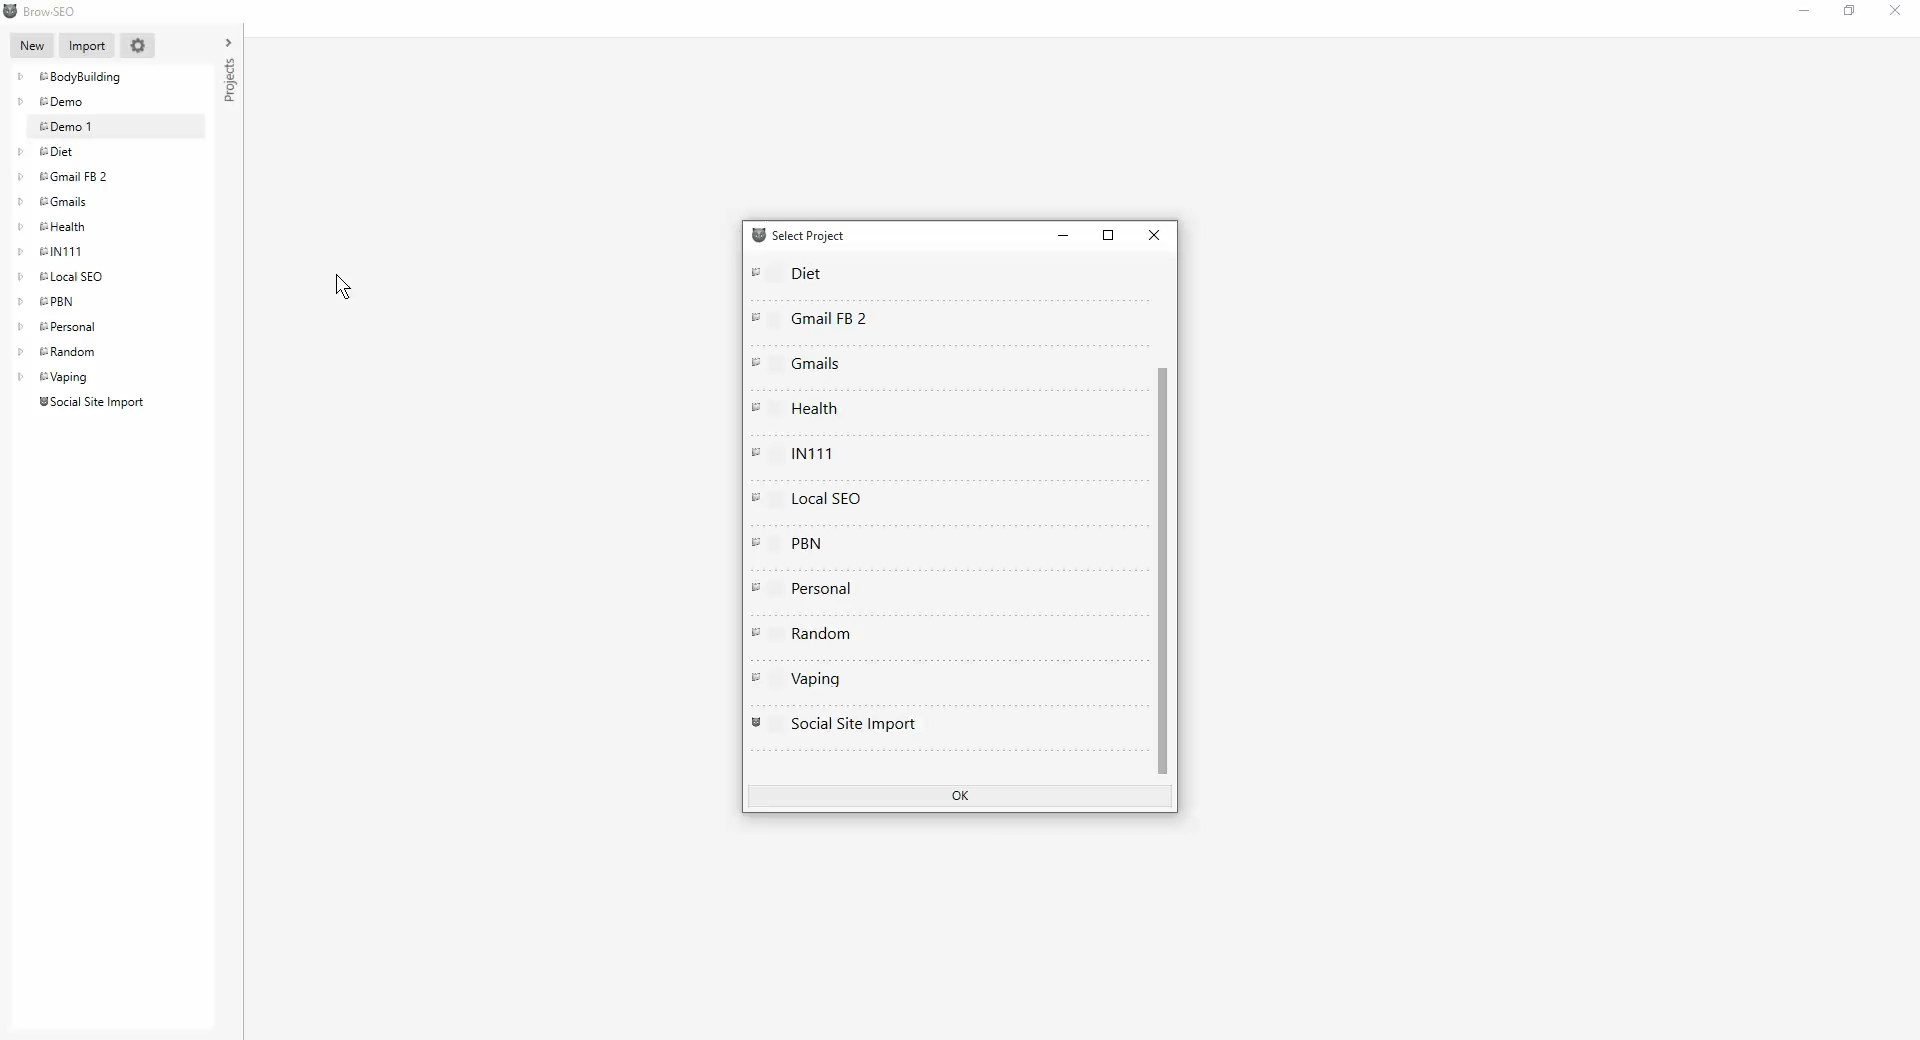 Brow·SEO
New
Import
Projects
BodyBuilding
Demo
Demo 1
Diet
Gmail FB 2
Gmails
Health
IN111
Local SEO
PBN
Personal
Random
Vaping
Social Site Import
Select Project
Diet
Gmail FB 2
Gmails
Health
IN111
Local SEO
PBN
Personal
Random
Vaping
Social Site Import
OK